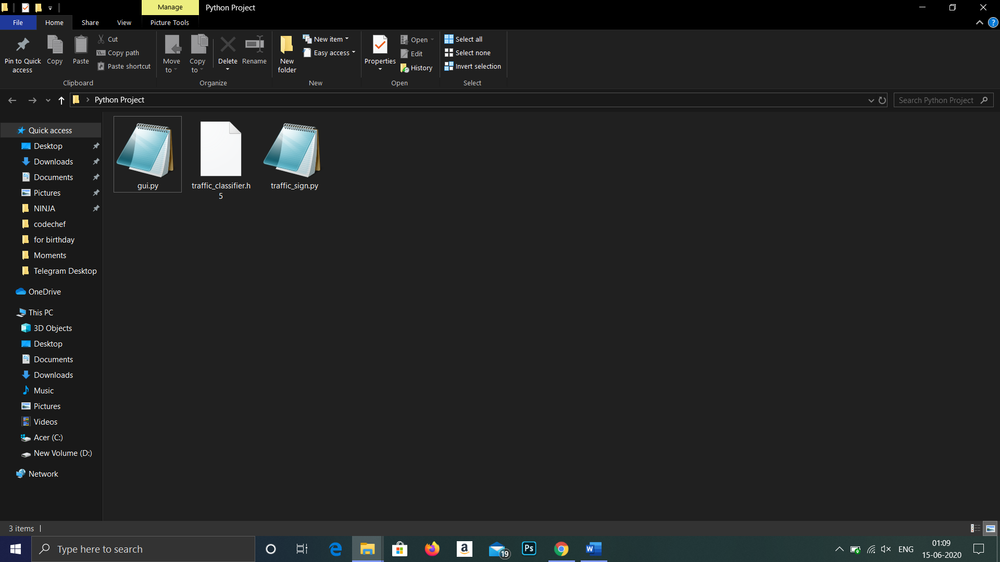 Manage
Python Project
File
Home
Share
View
Picture Tools
?
Pin to Quick
access
Copy
Paste
Cut
Copy path
Paste shortcut
Clipboard
Move
to
Copy
to
Delete
Rename
Organize
New
folder
New item
Easy access
New
Properties
Open
Edit
History
Open
Select all
Select none
Invert selection
Select
Python Project
Search Python Project
Quick access
Desktop
Downloads
Documents
Pictures
NINJA
codechef
for birthday
Moments
Telegram Desktop
OneDrive
This PC
3D Objects
Desktop
Documents
Downloads
Music
Pictures
Videos
Acer (C:)
New Volume (D:)
Network
gui.py
traffic_classifier.h
5
traffic_sign.py
3 items
Type here to search
a
19
Ps
W
ENG
01:09
15-06-2020